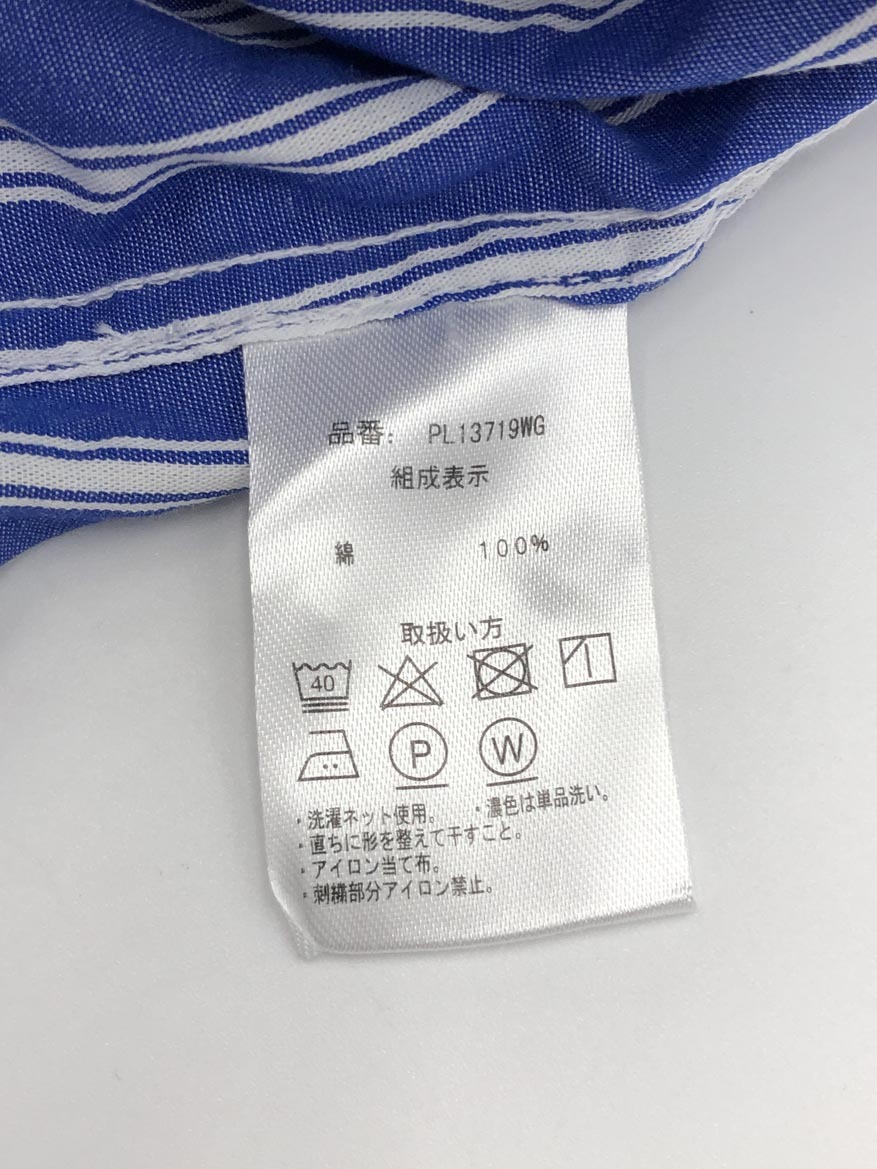 品番: PL13719WG
組成表示
綿 100%
取扱い方
40
P W
・洗濯ネット使用。 ・濃色は単品洗い。
・直ちに形を整えて干すこと。
・アイロン当て布。
・刺繍部分アイロン禁止。